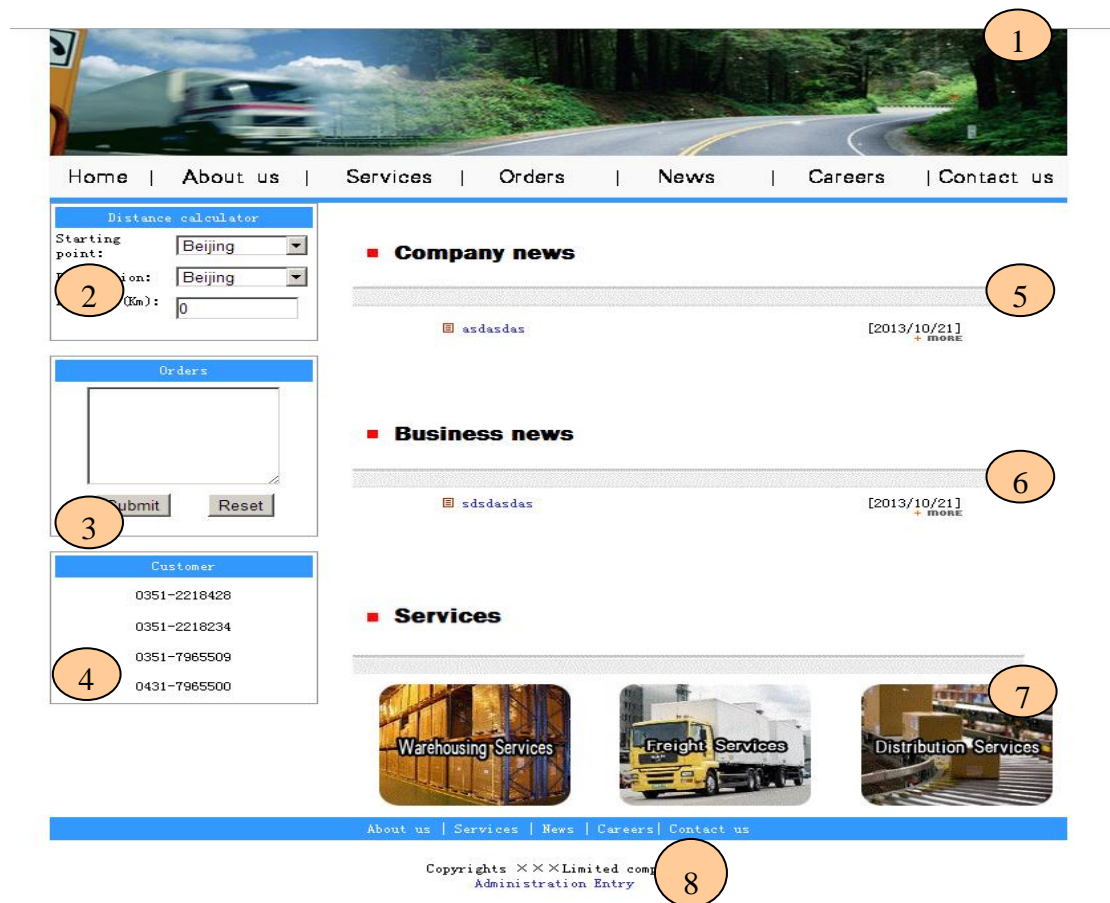 1
Home | About us | Services | Orders | News | Careers | Contact us
Distance calculator
Starting
point:
Beijing
ion:
Beijing
2
(Km):
0
Orders
Submit Reset
3
Customer
0351-2218428
0351-2218234
0351-7965509
4
0431-7965500
Company news
5
asdasdas [2013/10/21]
+ MORE
Business news
6
sdsdasdas [2013/10/21]
+ MORE
Services
7
Warehousing Services
Freight Services
Distribution Services
About us | Services | News | Careers| Contact us
Copyrights ×××Limited comp
Administration Entry
8